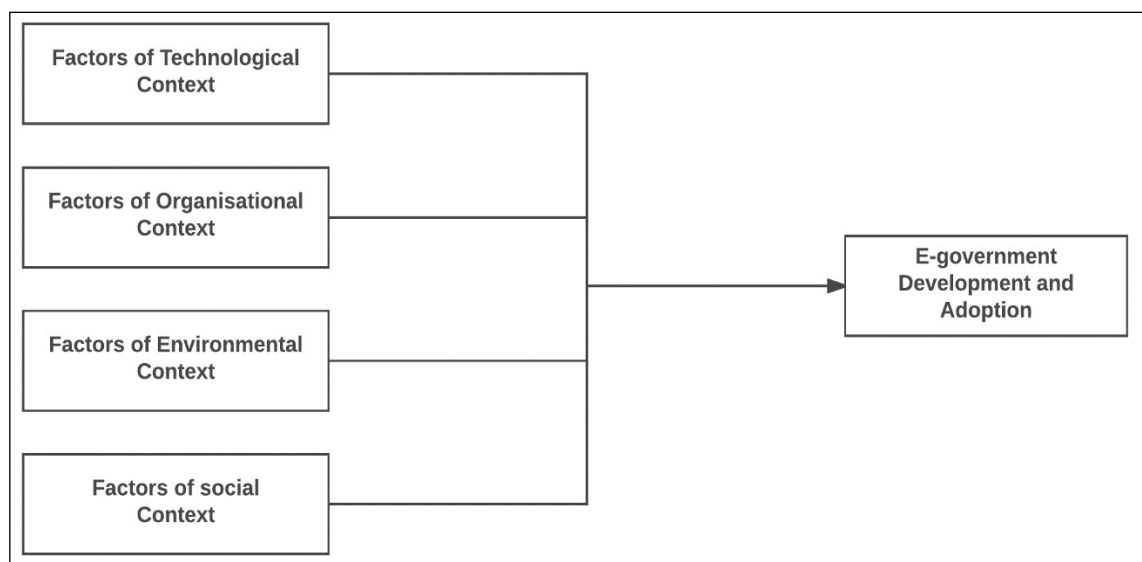 Factors of Technological
Context
Factors of Organisational
Context
Factors of Environmental
Context
Factors of social
Context
E-government
Development and
Adoption